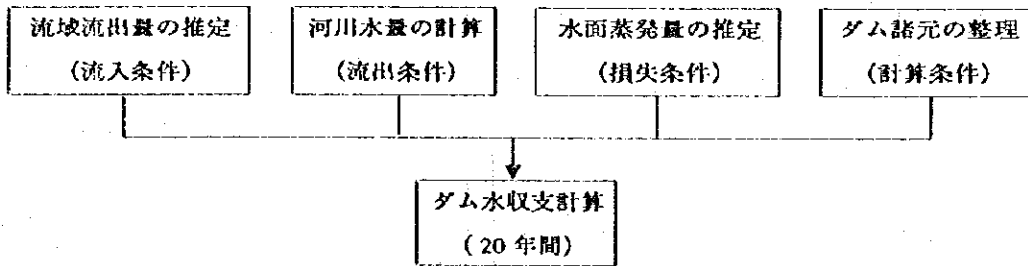 流域流出量の推定
(流入条件)
河川水量の計算
(流出条件)
水面蒸発量の推定
(損失条件)
ダム諸元の整理
(計算条件)
ダム水収支計算
(20年間)